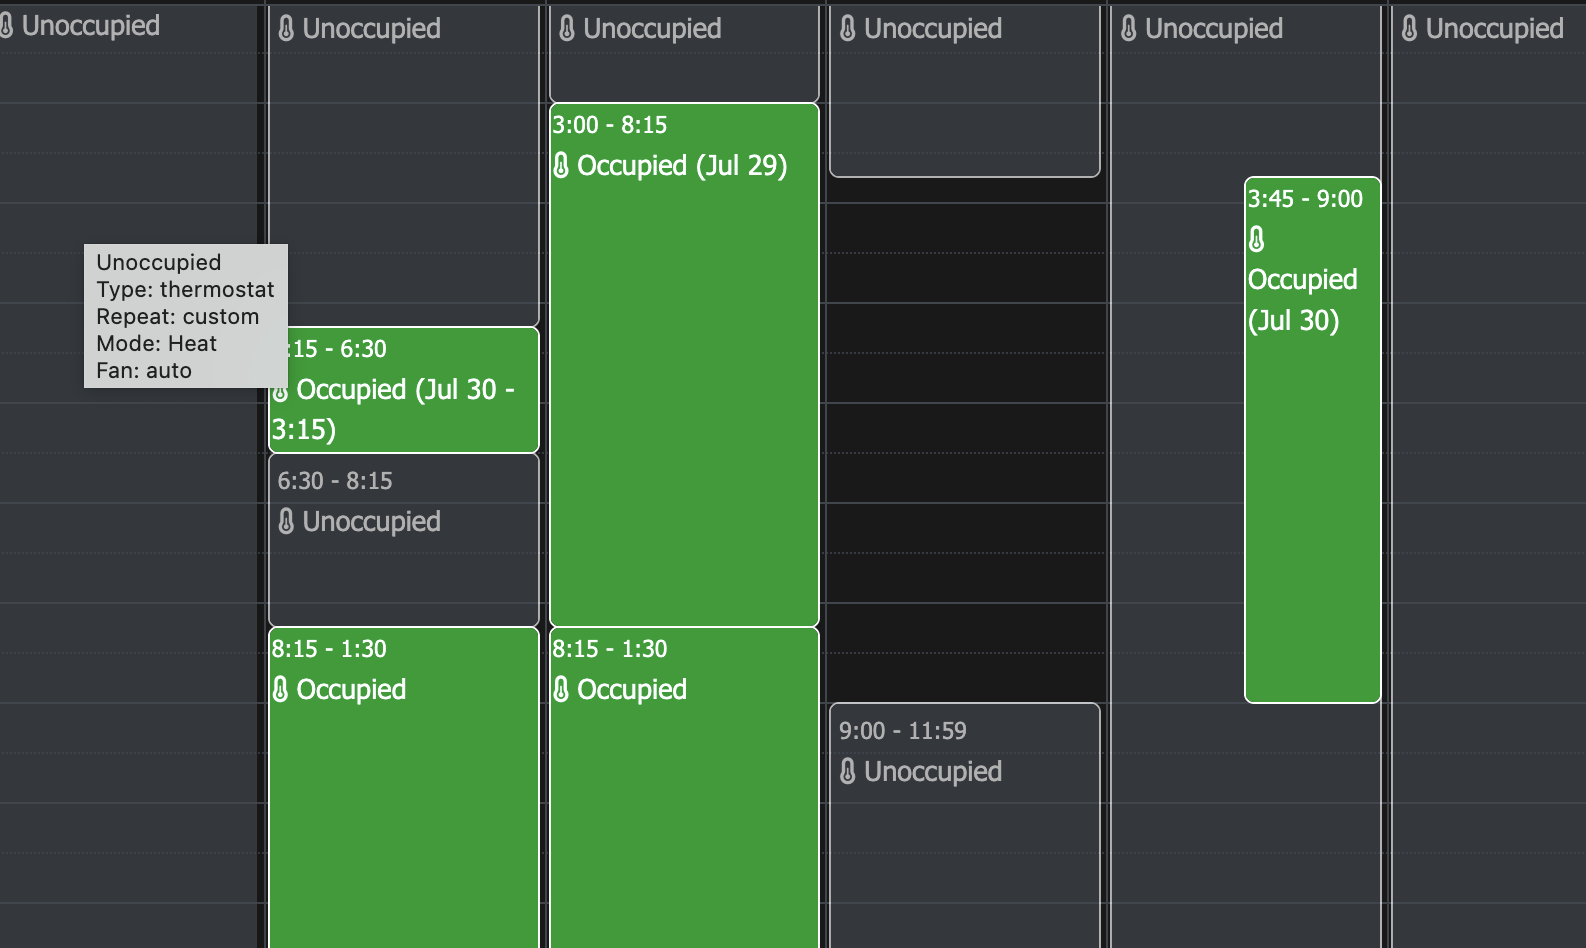 Unoccupied
Unoccupied
Unoccupied
Unoccupied
Unoccupied
Unoccupied
Unoccupied
Type: thermostat
Repeat: custom
Mode: Heat
Fan: auto
:15 - 6:30
Occupied (Jul 30 -
3:15)
6:30 - 8:15
Unoccupied
8:15 - 1:30
Occupied
3:00 - 8:15
Occupied (Jul 29)
8:15 - 1:30
Occupied
9:00 - 11:59
Unoccupied
3:45 - 9:00
Occupied
(Jul 30)